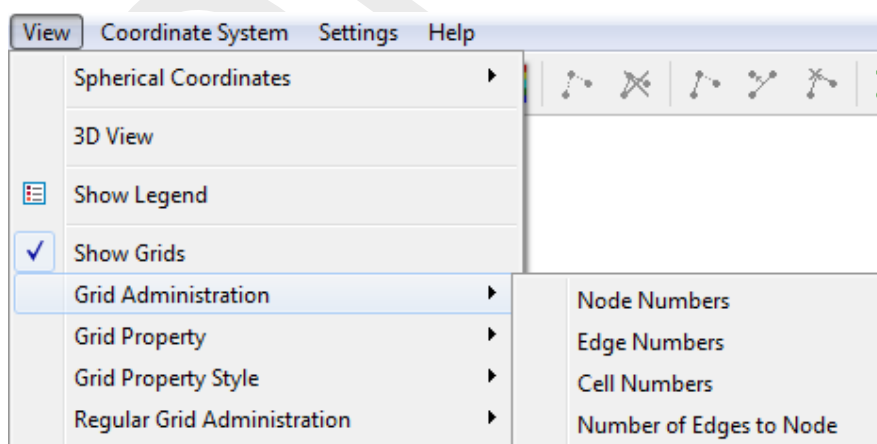 View Coordinate System Settings Help
Spherical Coordinates
3D View
Show Legend
Show Grids
Grid Administration
Grid Property
Grid Property Style
Regular Grid Administration
Node Numbers
Edge Numbers
Cell Numbers
Number of Edges to Node